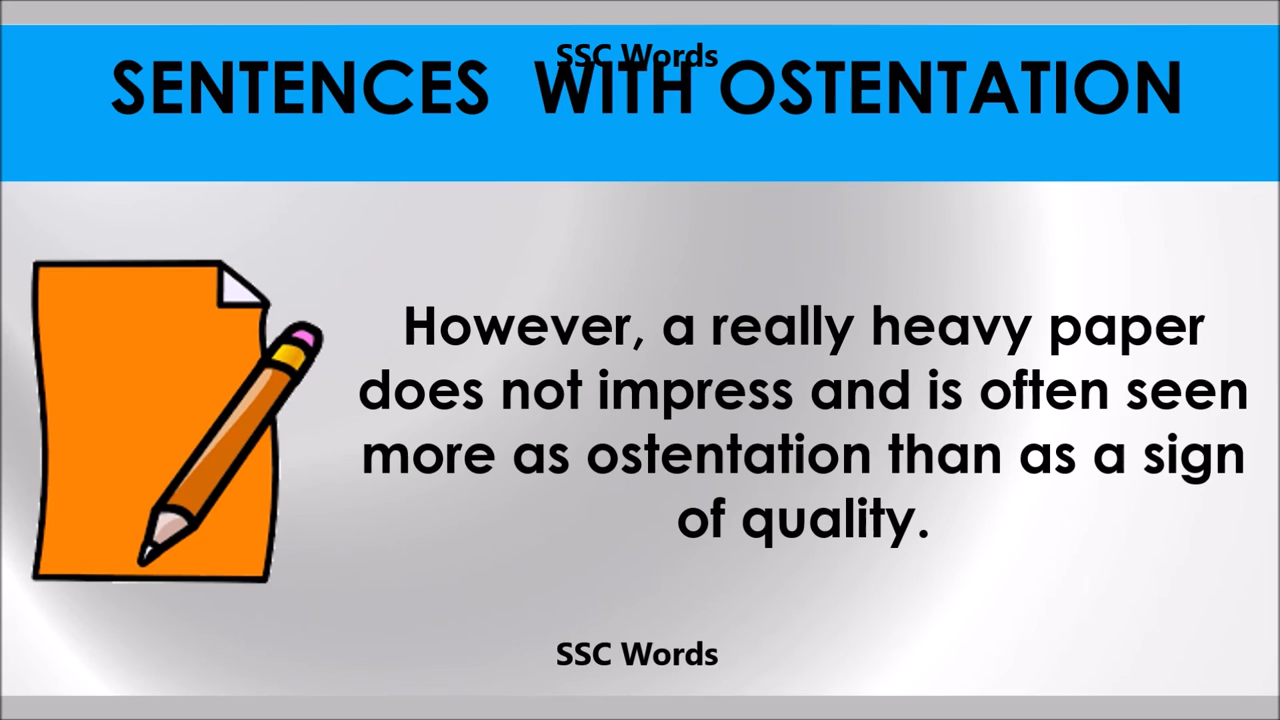 SSC Words
SENTENCES WITH OSTENTATION
However, a really heavy paper
does not impress and is often seen
more as ostentation than as a sign
of quality.
SSC Words